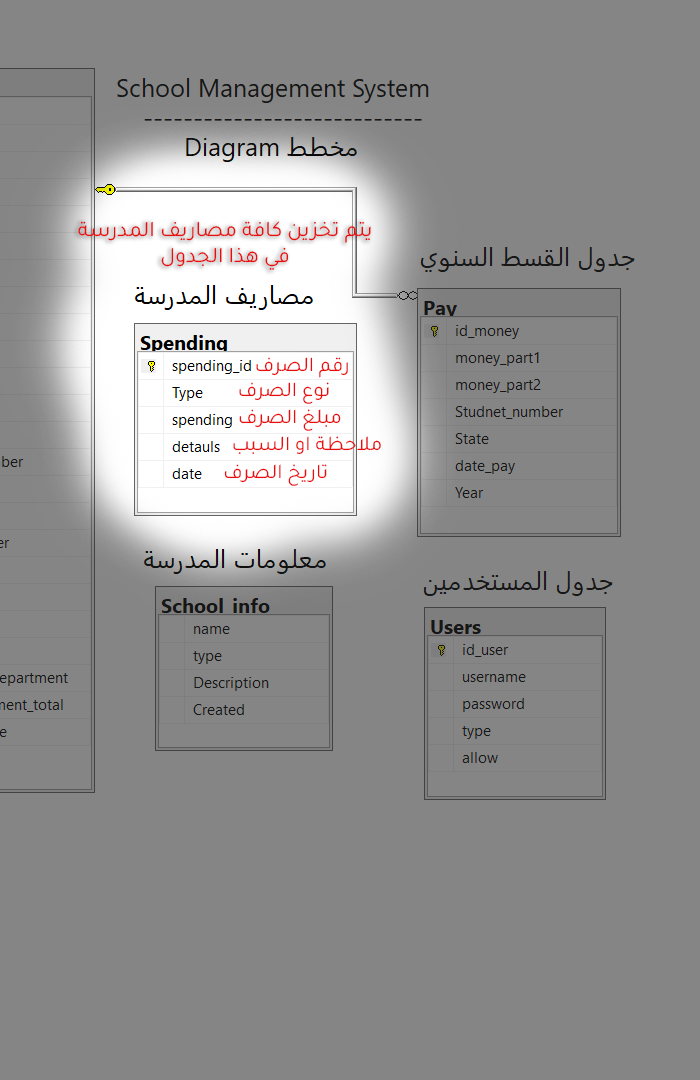 School Management System
---------------------------
مخطط Diagram
يتم تخزين كافة مصاريف المدرسة
في هذا الجدول
مصاريف المدرسة
Spending
spending_id رقم الصرف
Type نوع الصرف
spending مبلغ الصرف
detauls ملاحظة او السبب
date تاريخ الصرف
جدول القسط السنوي
Pay
id_money
money_part1
money_part2
Studnet_number
State
date_pay
Year
معلومات المدرسة
School_info
name
type
Description
Created
جدول المستخدمين
Users
id_user
username
password
type
allow
ber
er
epartment
ment_total
e